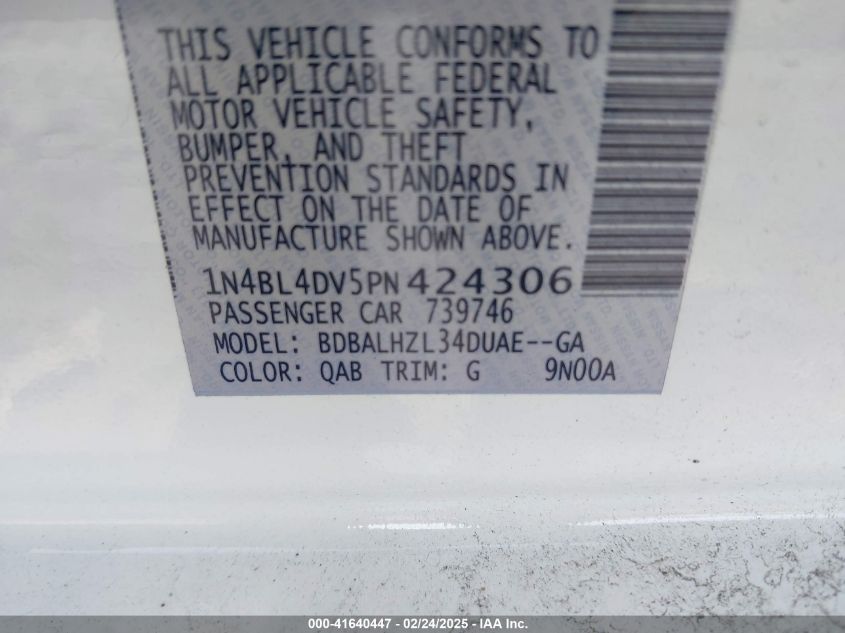 THIS VEHICLE CONFORMS TO
ALL APPLICABLE FEDERAL
MOTOR VEHICLE SAFETY,
BUMPER, AND THEFT
PREVENTION STANDARDS IN
EFFECT ON THE DATE OF
MANUFACTURE SHOWN ABOVE.
1N4BL4DV5PN424306
PASSENGER CAR 739746
MODEL: BDBALHZL34DUAE--GA
COLOR: QAB TRIM: G 9N00A
000-41640447 - 02/24/2025 - IAA Inc.